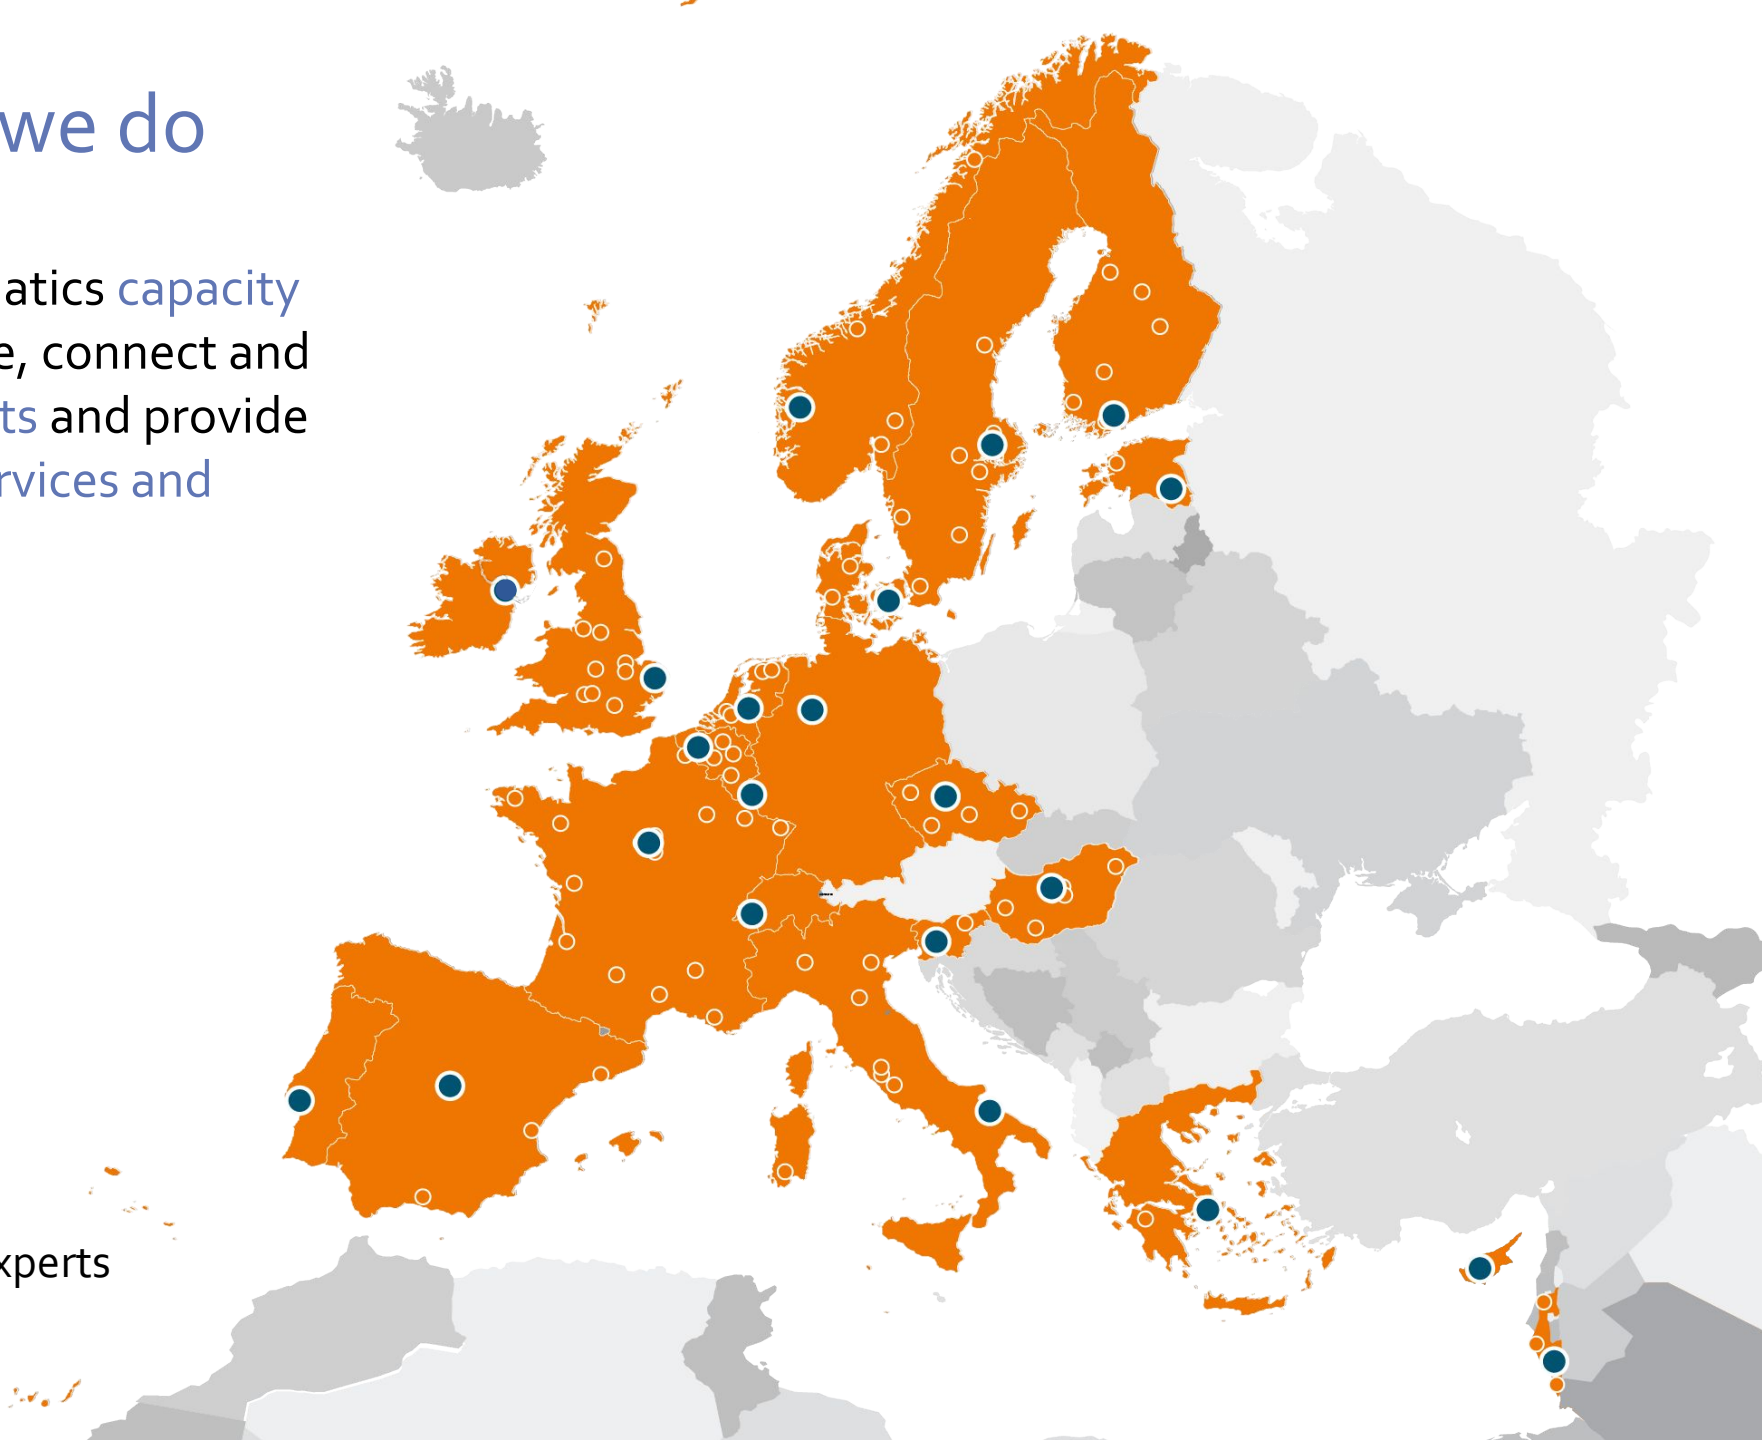 we do
atics capacity
e, connect and
ts and provide
rvices and
xperts